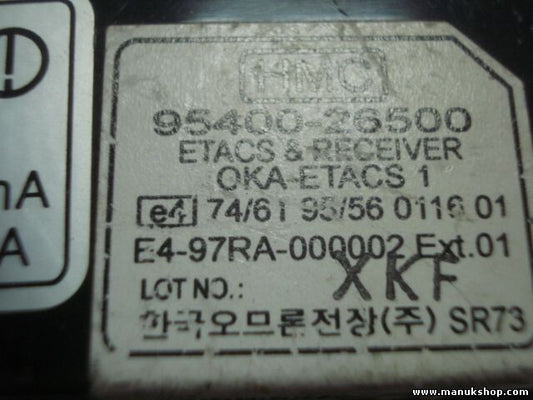 HMC
95400-26500
ETACS & RECEIVER
OKA-ETACS 1
e4 74/61 95/56 0116 01
E4-97RA-000002 Ext.01
LOT NO.: XKF
한국오므론전장(주) SR73
mA
A
www.manukshop.com